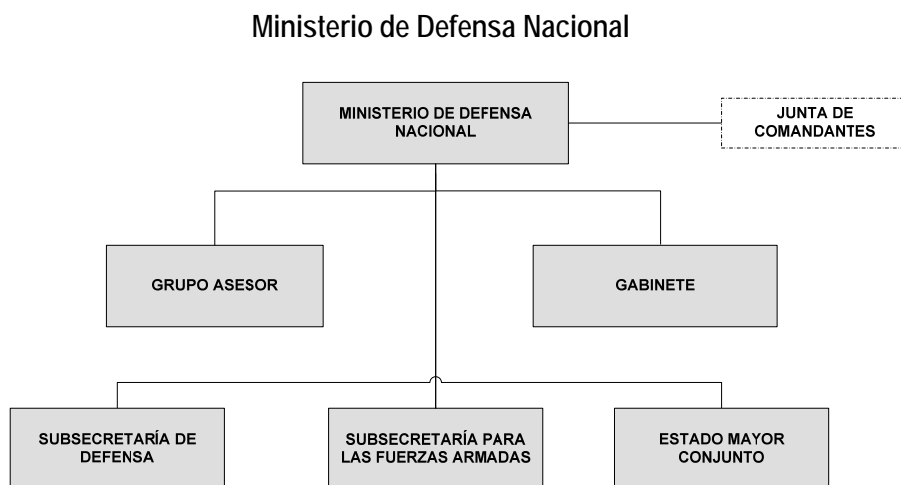 Ministerio de Defensa Nacional
MINISTERIO DE DEFENSA
NACIONAL
JUNTA DE
COMANDANTES
GRUPO ASESOR
GABINETE
SUBSECRETARÍA DE
DEFENSA
SUBSECRETARÍA PARA
LAS FUERZAS ARMADAS
ESTADO MAYOR
CONJUNTO